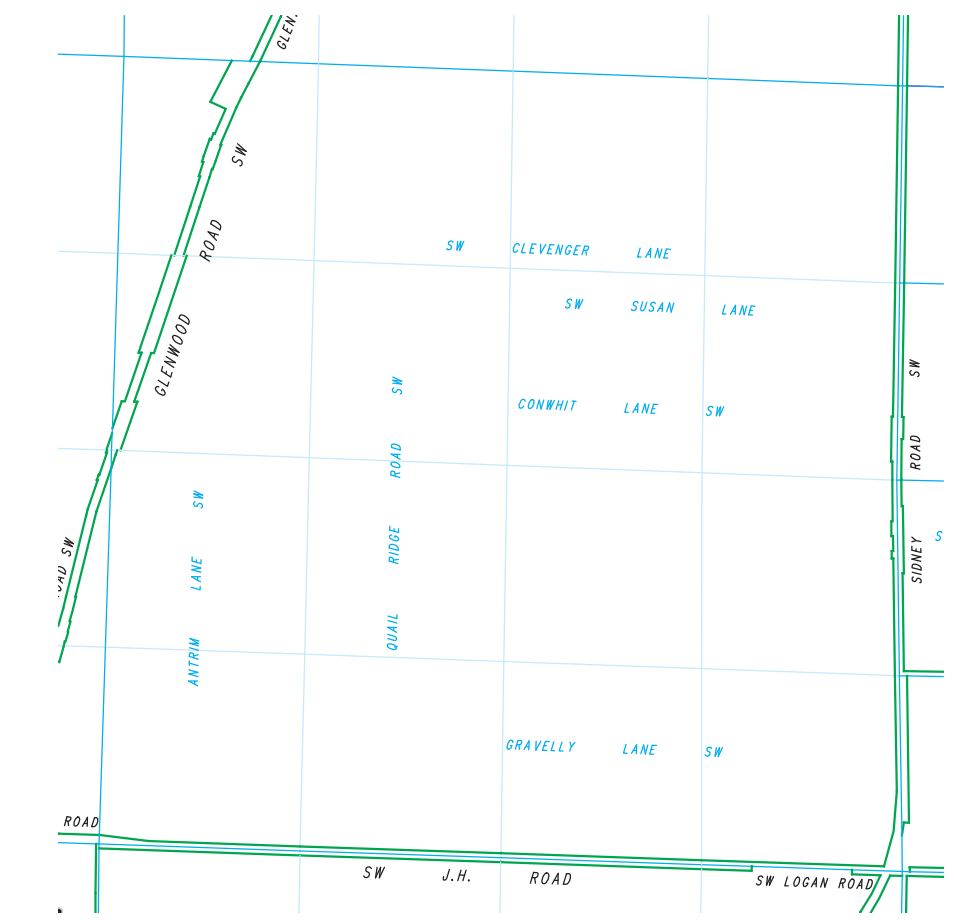 GLEN
SW
ROAD
GLENWOOD
SW CLEVENGER LANE
SW SUSAN LANE
CONWHIT LANE SW
QUAIL RIDGE ROAD SW
ANTRIM LANE SW
SW
SIDNEY ROAD SW
S
GRAVELLY LANE SW
ROAD
SW J.H. ROAD
SW LOGAN ROAD